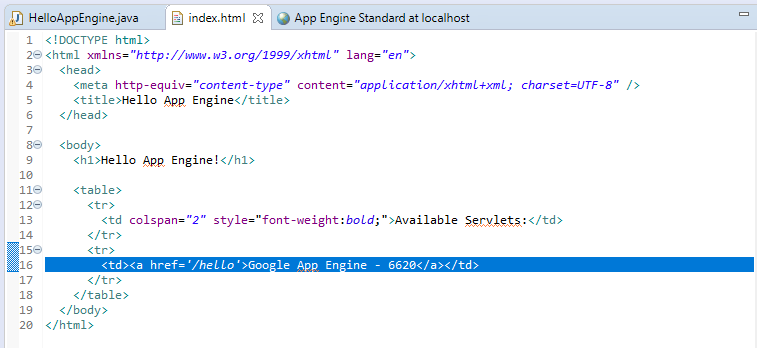 HelloAppEngine.java index.html App Engine Standard at localhost
1 <!DOCTYPE html>
2 <html xmlns="http://www.w3.org/1999/xhtml" lang="en">
3 <head>
4 <meta http-equiv="content-type" content="application/xhtml+xml; charset=UTF-8" />
5 <title>Hello App Engine</title>
6 </head>
7
8 <body>
9 <h1>Hello App Engine!</h1>
10
11 <table>
12 <tr>
13 <td colspan="2" style="font-weight:bold;">Available Servlets:</td>
14 </tr>
15 <tr>
16 <td><a href='/hello'>Google App Engine - 6620</a></td>
17 </tr>
18 </table>
19 </body>
20 </html>